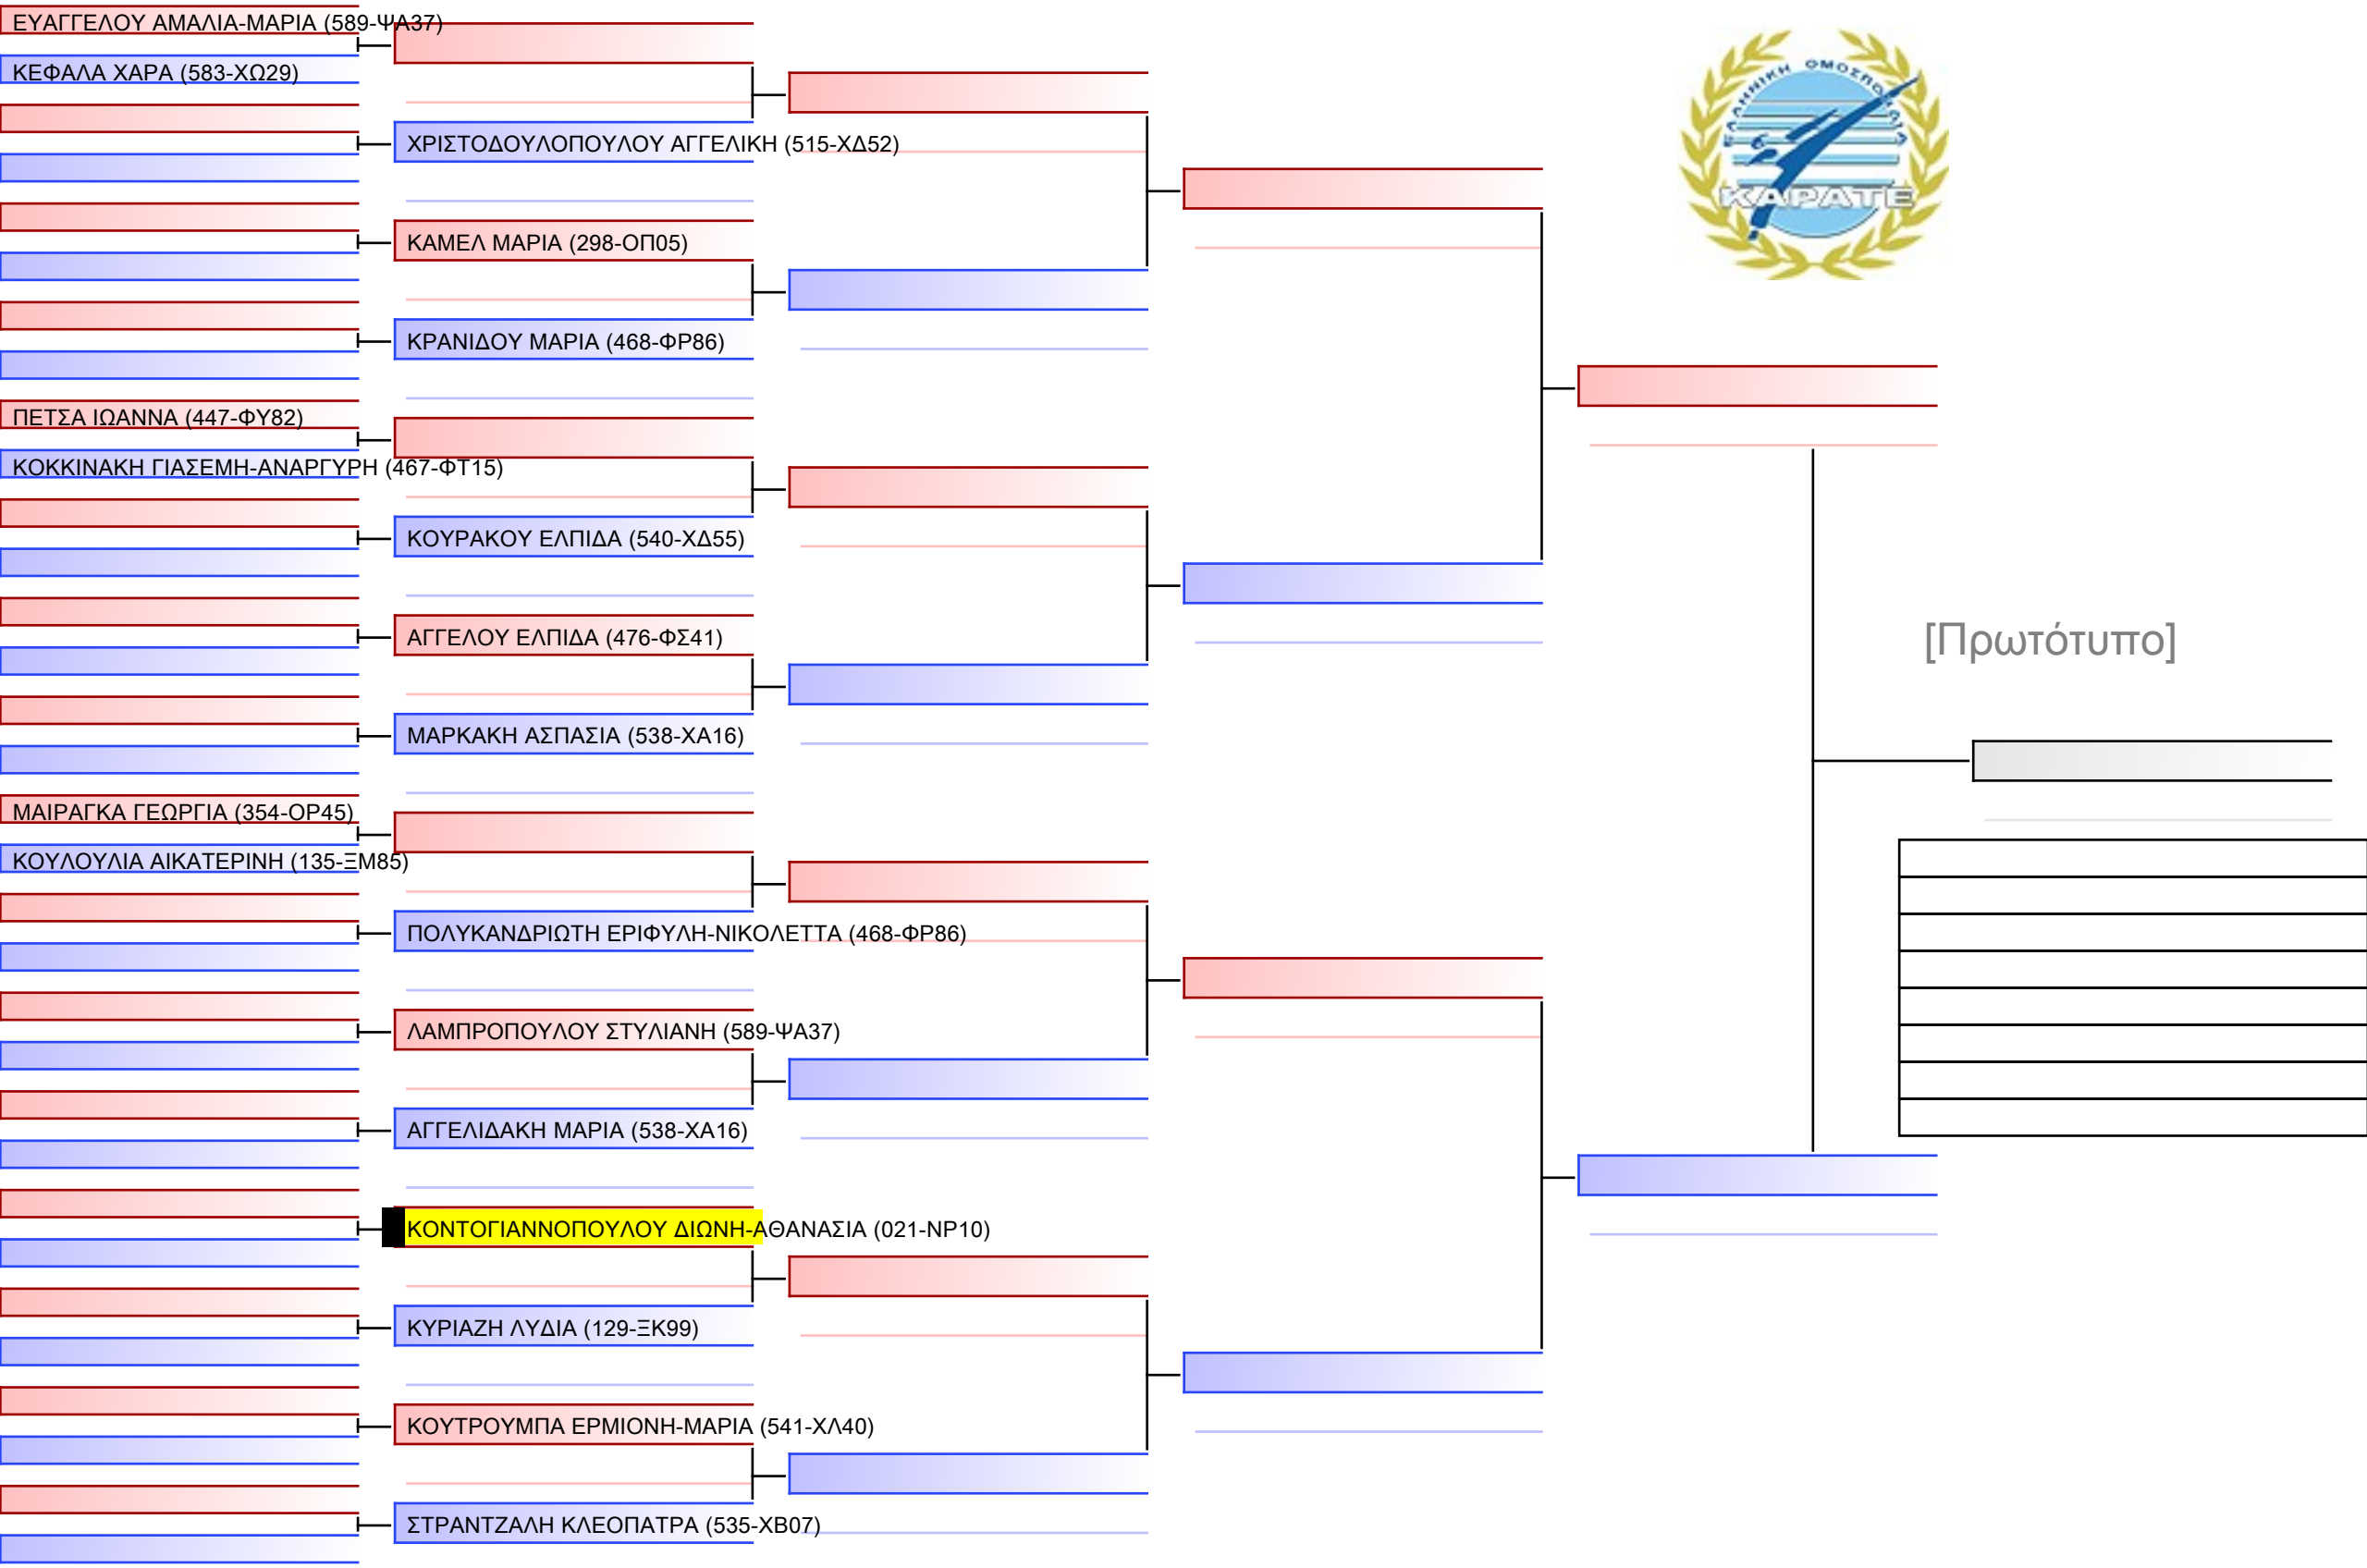 ΕΥΑΓΓΕΛΟΥ ΑΜΑΛΙΑ-ΜΑΡΙΑ (589-ΨΑ37)
ΚΕΦΑΛΑ ΧΑΡΑ (583-ΧΩ29)
ΧΡΙΣΤΟΔΟΥΛΟΠΟΥΛΟΥ ΑΓΓΕΛΙΚΗ (515-ΧΔ52)
ΚΑΜΕΛ ΜΑΡΙΑ (298-ΟΠ05)
ΚΡΑΝΙΔΟΥ ΜΑΡΙΑ (468-ΦΡ86)
ΠΕΤΣΑ ΙΩΑΝΝΑ (447-ΦΥ82)
ΚΟΚΚΙΝΑΚΗ ΓΙΑΣΕΜΗ-ΑΝΑΡΓΥΡΗ (467-ΦΤ15)
ΚΟΥΡΑΚΟΥ ΕΛΠΙΔΑ (540-ΧΔ55)
ΑΓΓΕΛΟΥ ΕΛΠΙΔΑ (476-ΦΣ41)
ΜΑΡΚΑΚΗ ΑΣΠΑΣΙΑ (538-ΧΑ16)
ΜΑΙΡΑΓΚΑ ΓΕΩΡΓΙΑ (354-ΟΡ45)
ΚΟΥΛΟΥΛΙΑ ΑΙΚΑΤΕΡΙΝΗ (135-ΞΜ85)
ΠΟΛΥΚΑΝΔΡΙΩΤΗ ΕΡΙΦΥΛΗ-ΝΙΚΟΛΕΤΤΑ (468-ΦΡ86)
ΛΑΜΠΡΟΠΟΥΛΟΥ ΣΤΥΛΙΑΝΗ (589-ΨΑ37)
ΑΓΓΕΛΙΔΑΚΗ ΜΑΡΙΑ (538-ΧΑ16)
ΚΟΝΤΟΓΙΑΝΝΟΠΟΥΛΟΥ ΔΙΩΝΗ-ΑΘΑΝΑΣΙΑ (021-ΝΡ10)
ΚΥΡΙΑΖΗ ΛΥΔΙΑ (129-ΞΚ99)
ΚΟΥΤΡΟΥΜΠΑ ΕΡΜΙΟΝΗ-ΜΑΡΙΑ (541-ΧΛ40)
ΣΤΡΑΝΤΖΑΛΗ ΚΛΕΟΠΑΤΡΑ (535-ΧΒ07)
ΕΛΛΗΝΙΚΗ ΟΜΟΣΠΟΝΔΙΑ
ΚΑΡΑΤΕ
[Πρωτότυπο]